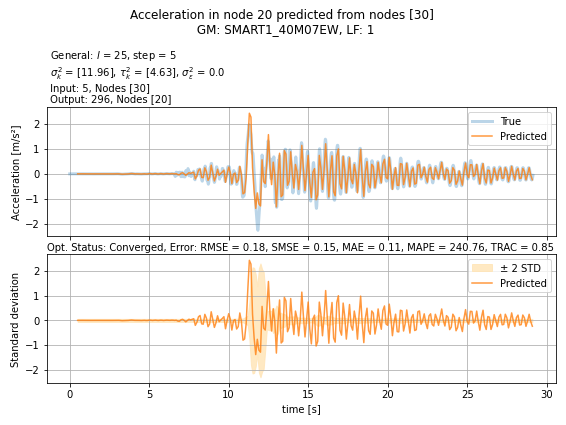 Acceleration in node 20 predicted from nodes [30]
GM: SMART1_40M07EW, LF: 1
General: l = 25, step = 5
σ²ₖ = [11.96], τ²ₖ = [4.63], σ²ε = 0.0
Input: 5, Nodes [30]
Output: 296, Nodes [20]
Acceleration [m/s²]
2
1
0
−1
−2
True
Predicted
Opt. Status: Converged, Error: RMSE = 0.18, SMSE = 0.15, MAE = 0.11, MAPE = 240.76, TRAC = 0.85
Standard deviation
2
1
0
−1
−2
± 2 STD
Predicted
0 5 10 15 20 25 30
time [s]